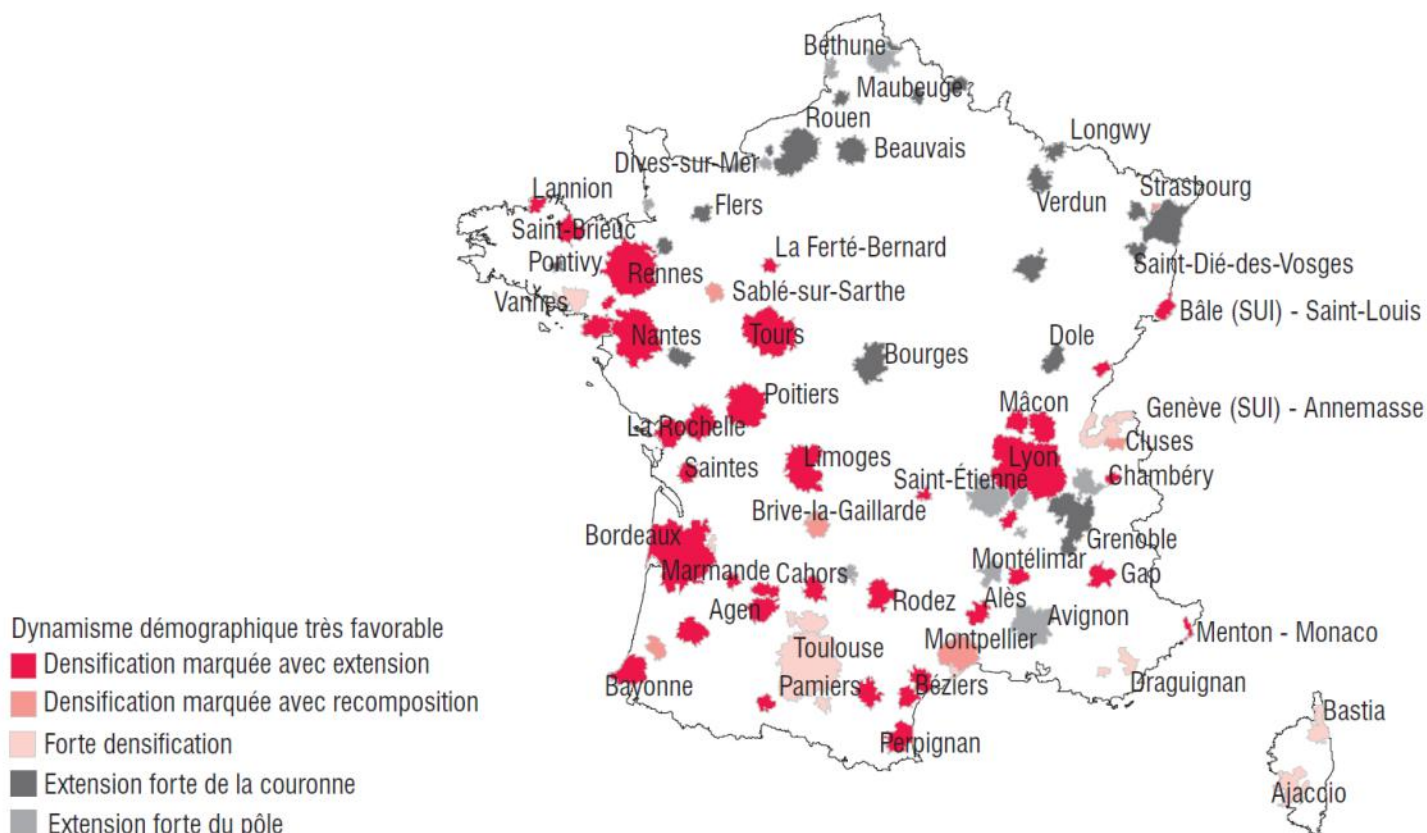 Béthune
Maubeuge
Rouen
Beauvais
Longwy
Dives-sur-Mer
Verdun
Strasbourg
Lannion
Flers
Saint-Brieuc
La Ferté-Bernard
Pontivy
Rennes
Saint-Dié-des-Vosges
Vannes
Sablé-sur-Sarthe
Bâle (SUI) - Saint-Louis
Nantes
Tours
Bourges
Dole
Poitiers
Mâcon
Genève (SUI) - Annemasse
La Rochelle
Cluses
Limoges
Lyon
Saintes
Saint-Étienne
Chambéry
Brive-la-Gaillarde
Bordeaux
Grenoble
Montélimar
Marmande
Cahors
Gap
Agen
Rodez
Alès
Avignon
Menton - Monaco
Toulouse
Montpellier
Bayonne
Pamiers
Béziers
Draguignan
Bastia
Perpignan
Ajaccio
Dynamisme démographique très favorable
Densification marquée avec extension
Densification marquée avec recomposition
Forte densification
Extension forte de la couronne
Extension forte du pôle